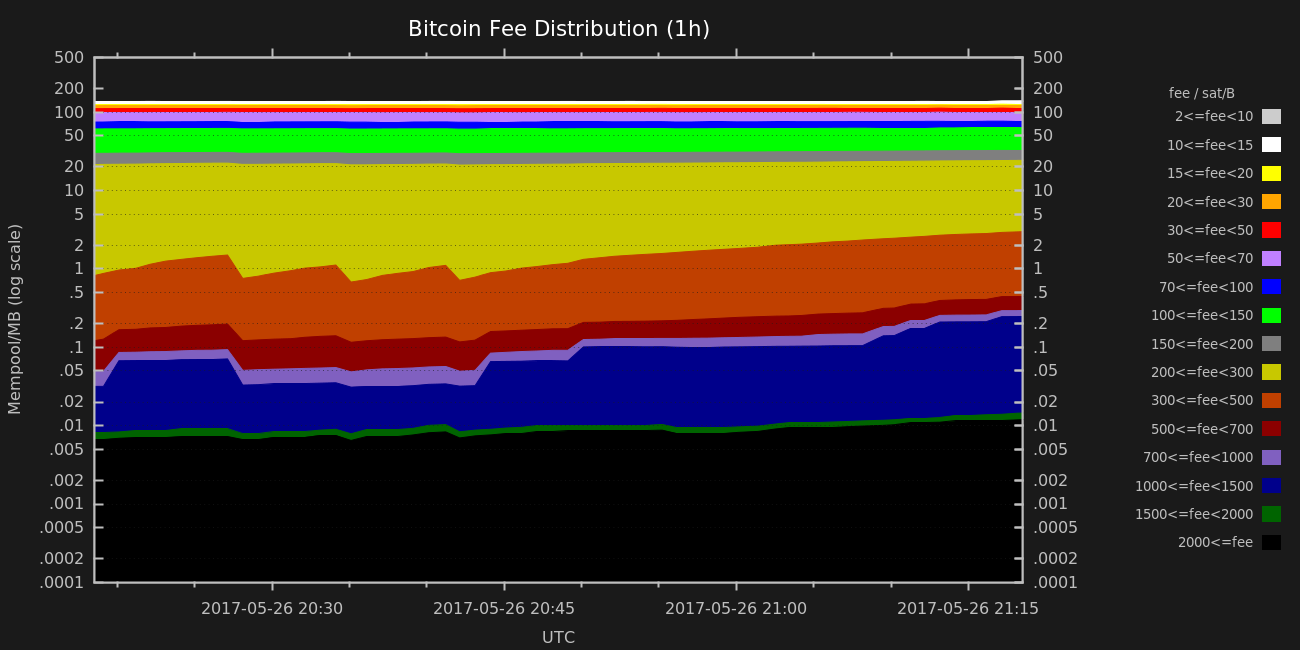 Bitcoin Fee Distribution (1h)
500
200
100
50
20
10
5
2
1
.5
.2
.1
.05
.02
.01
.005
.002
.001
.0005
.0002
.0001
Mempool/MB (log scale)
500
200
100
50
20
10
5
2
1
.5
.2
.1
.05
.02
.01
.005
.002
.001
.0005
.0002
.0001
2017-05-26 20:30
2017-05-26 20:45
2017-05-26 21:00
2017-05-26 21:15
UTC
fee / sat/B
2<=fee<10
10<=fee<15
15<=fee<20
20<=fee<30
30<=fee<50
50<=fee<70
70<=fee<100
100<=fee<150
150<=fee<200
200<=fee<300
300<=fee<500
500<=fee<700
700<=fee<1000
1000<=fee<1500
1500<=fee<2000
2000<=fee